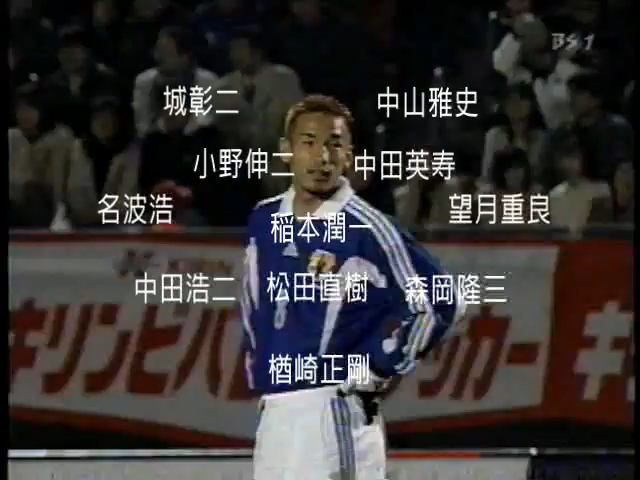 BS1
城彰二 中山雅史
小野伸二 中田英寿
名波浩 望月重良
稲本潤一
中田浩二 松田直樹 森岡隆三
楢崎正剛
キリンビバ ッカー キ